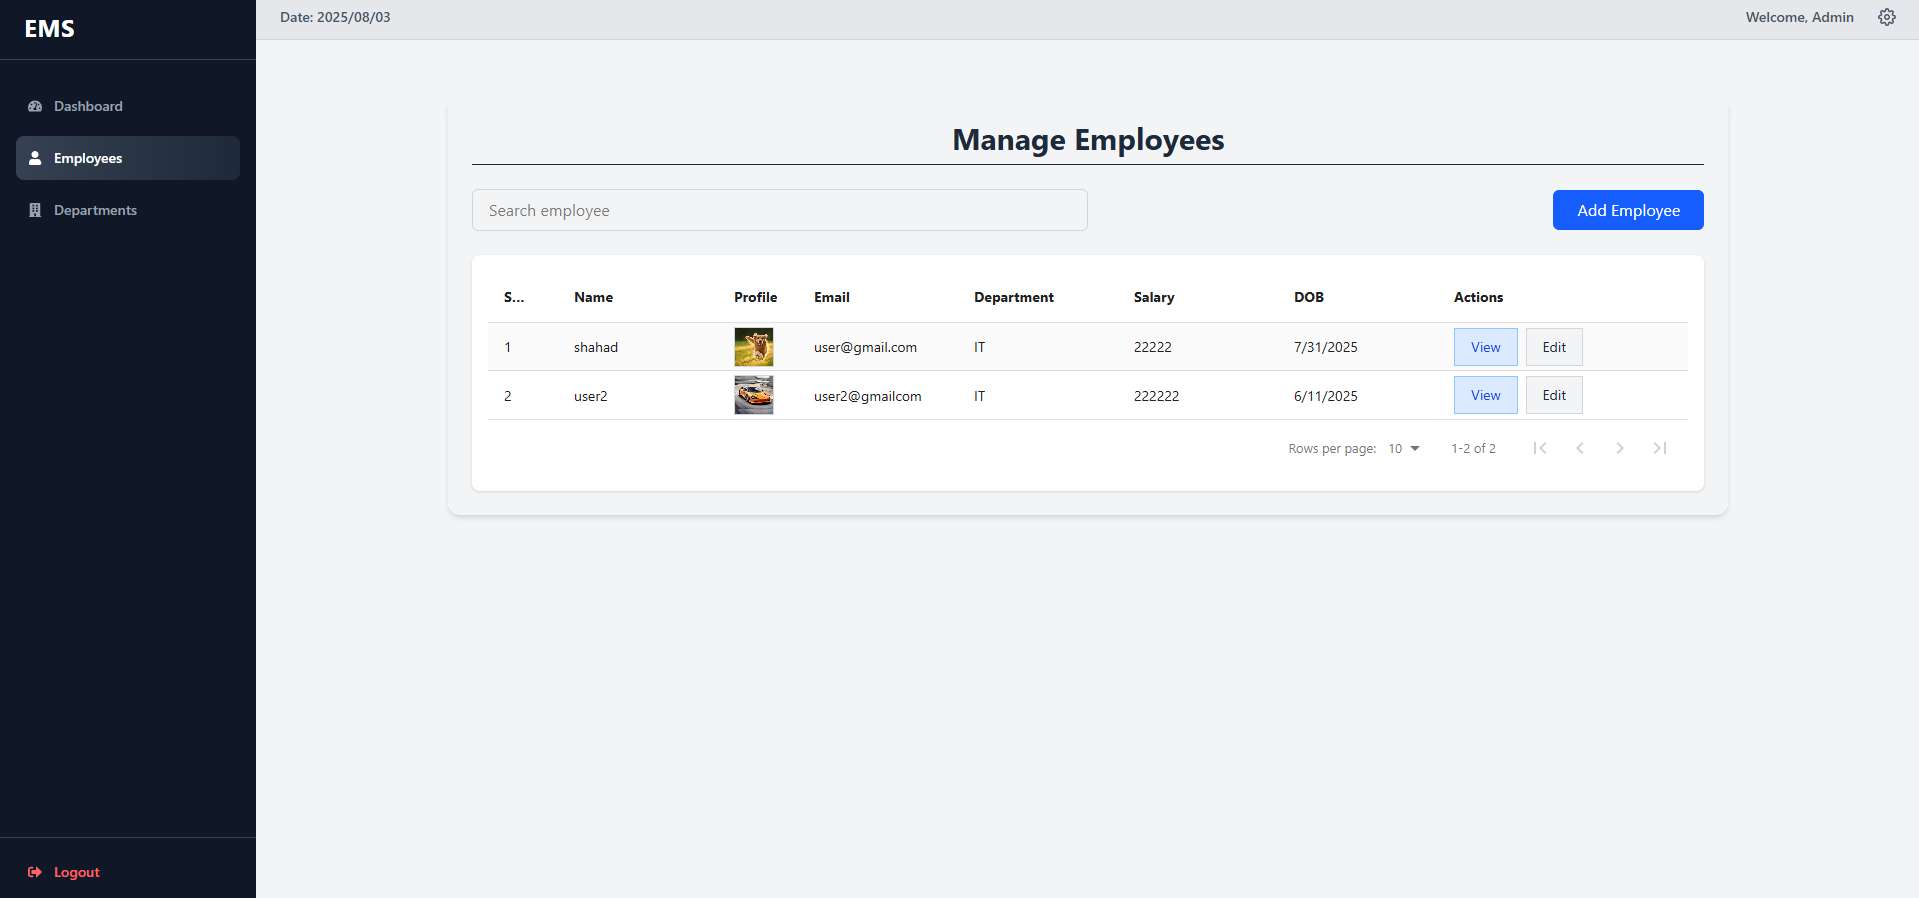 EMS
Date: 2025/08/03
Welcome, Admin
Dashboard
Employees
Departments
Logout
Manage Employees
Search employee
Add Employee
S... Name Profile Email Department Salary DOB Actions
1 shahad user@gmail.com IT 22222 7/31/2025 View Edit
2 user2 user2@gmailcom IT 222222 6/11/2025 View Edit
Rows per page: 10 1-2 of 2